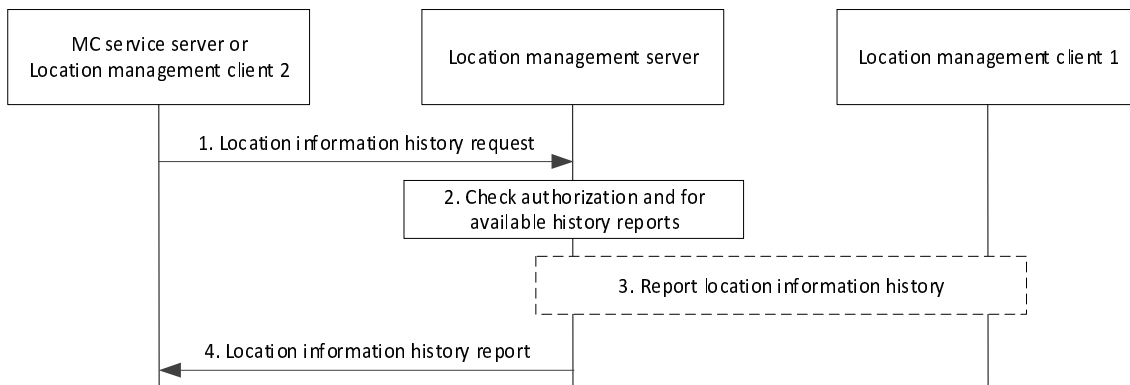 MC service server or
Location management client 2
Location management server
Location management client 1
1. Location information history request
2. Check authorization and for
available history reports
3. Report location information history
4. Location information history report